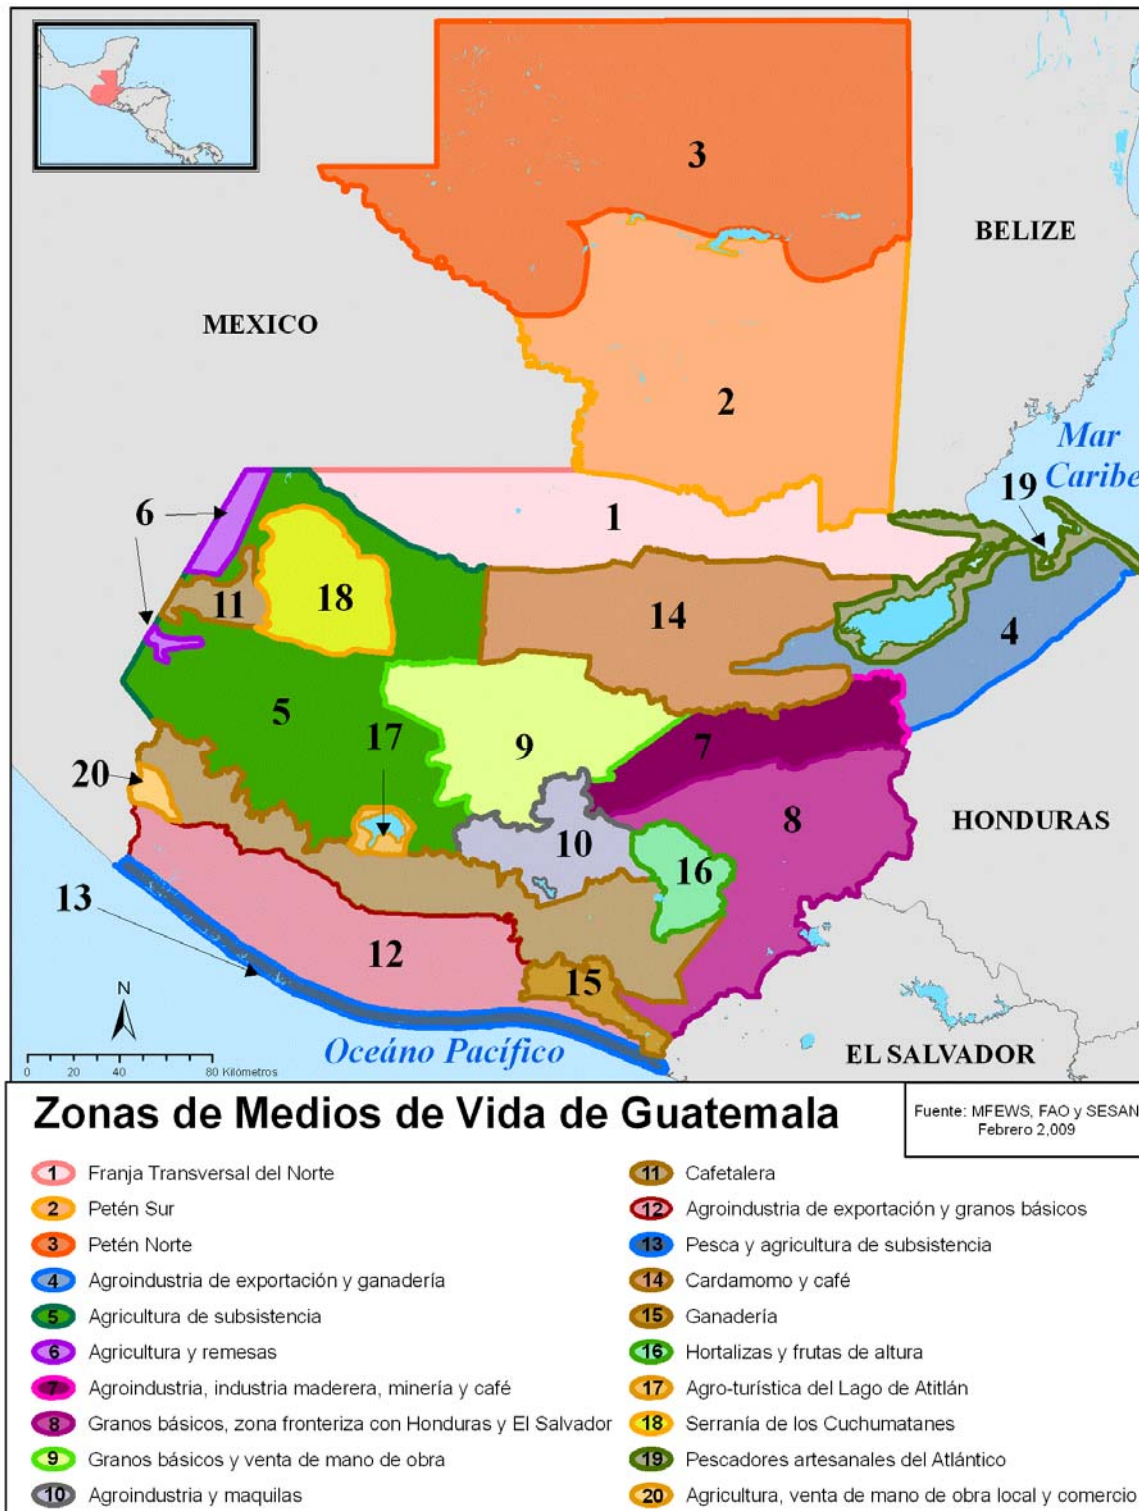 3
BELIZE
MEXICO
2
Mar
Caribe
19
6
1
11
18
14
4
5
17
9
7
20
10
8
HONDURAS
16
13
12
15
N
Oceáno Pacífico
EL SALVADOR
0 20 40 80 Kilómetros
Zonas de Medios de Vida de Guatemala
Fuente: MFEWS, FAO y SESAN
Febrero 2,009
1 Franja Transversal del Norte
2 Petén Sur
3 Petén Norte
4 Agroindustria de exportación y ganadería
5 Agricultura de subsistencia
6 Agricultura y remesas
7 Agroindustria, industria maderera, minería y café
8 Granos básicos, zona fronteriza con Honduras y El Salvador
9 Granos básicos y venta de mano de obra
10 Agroindustria y maquilas
11 Cafetalera
12 Agroindustria de exportación y granos básicos
13 Pesca y agricultura de subsistencia
14 Cardamomo y café
15 Ganadería
16 Hortalizas y frutas de altura
17 Agro-turística del Lago de Atitlán
18 Serranía de los Cuchumatanes
19 Pescadores artesanales del Atlántico
20 Agricultura, venta de mano de obra local y comercio